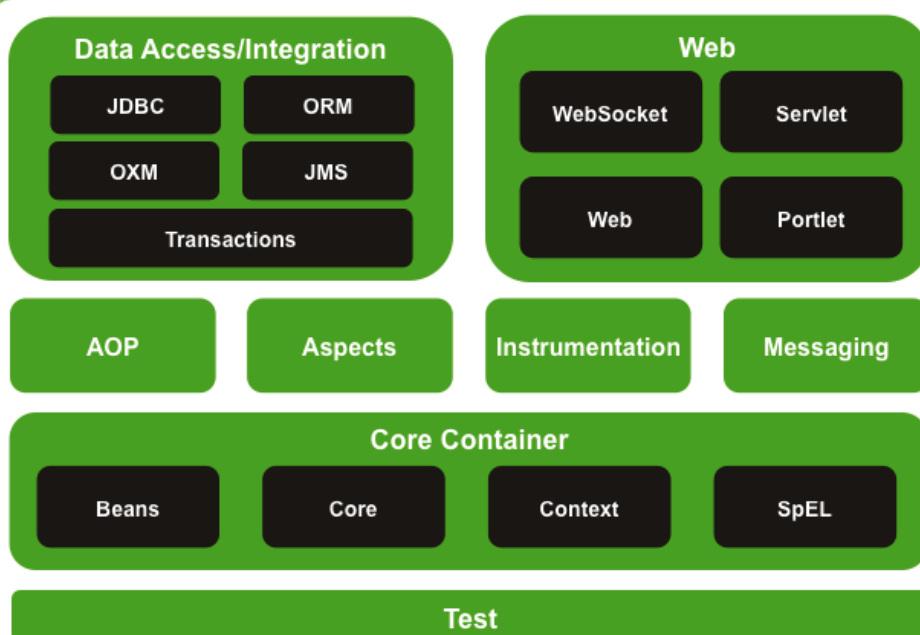 Data Access/Integration
JDBC
ORM
OXM
JMS
Transactions
Web
WebSocket
Servlet
Web
Portlet
AOP
Aspects
Instrumentation
Messaging
Core Container
Beans
Core
Context
SpEL
Test